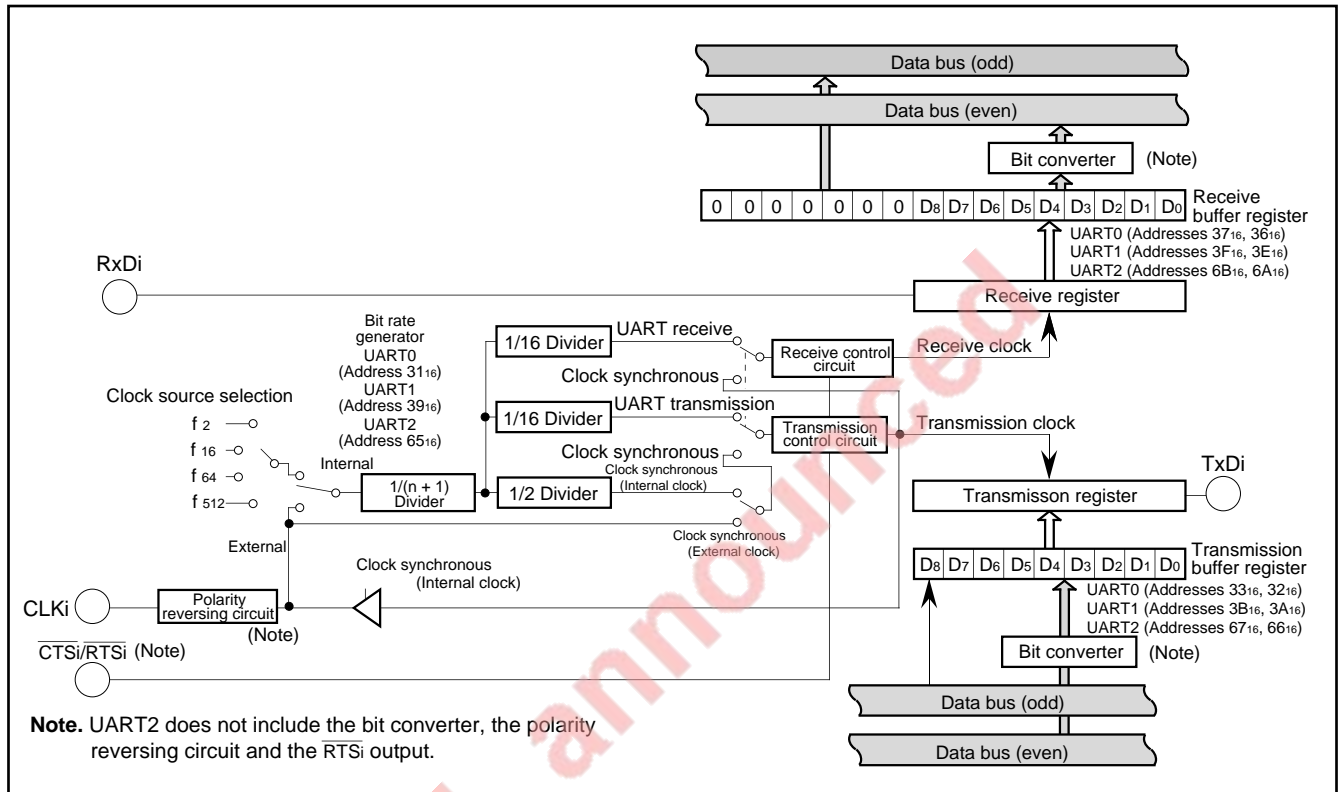 Data bus (odd)
Data bus (even)
Bit converter (Note)
0 0 0 0 0 0 0 D8 D7 D6 D5 D4 D3 D2 D1 D0
Receive
buffer register
UART0 (Addresses 3716, 3616)
UART1 (Addresses 3F16, 3E16)
UART2 (Addresses 6B16, 6A16)
RxDi
Receive register
Bit rate
generator
UART0
(Address 3116)
UART1
(Address 3916)
UART2
(Address 6516)
1/16 Divider
UART receive
Receive control
circuit
Receive clock
Clock synchronous
Clock source selection
f 2
f 16
f 64
f 512
Internal
External
1/(n + 1)
Divider
1/16 Divider
UART transmission
Transmission
control circuit
Transmission clock
Clock synchronous
Clock synchronous
(Internal clock)
1/2 Divider
Clock synchronous
(External clock)
Transmisson register
TxDi
D8 D7 D6 D5 D4 D3 D2 D1 D0
Transmission
buffer register
UART0 (Addresses 3316, 3216)
UART1 (Addresses 3B16, 3A16)
UART2 (Addresses 6716, 6616)
Bit converter (Note)
Data bus (odd)
Data bus (even)
Clock synchronous
(Internal clock)
CLKi
Polarity
reversing circuit
(Note)
CTSi/RTSi (Note)
Note. UART2 does not include the bit converter, the polarity
reversing circuit and the RTSi output.
announced